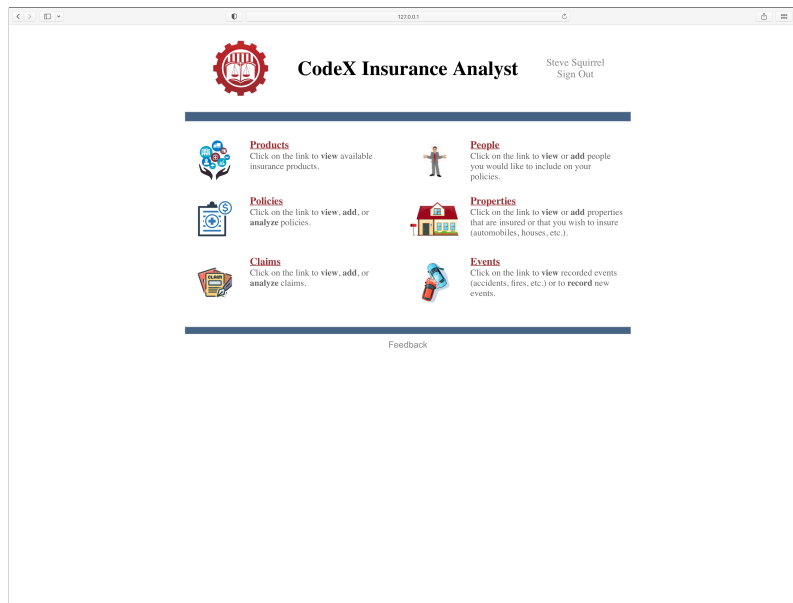 127.0.0.1
CodeX Insurance Analyst
Steve Squirrel
Sign Out
Products
Click on the link to view available
insurance products.
People
Click on the link to view or add people
you would like to include on your
policies.
Policies
Click on the link to view, add, or
analyze policies.
Properties
Click on the link to view or add properties
that are insured or that you wish to insure
(automobiles, houses, etc.).
Claims
Click on the link to view, add, or
analyze claims.
CLAIM
Events
Click on the link to view recorded events
(accidents, fires, etc.) or to record new
events.
Feedback